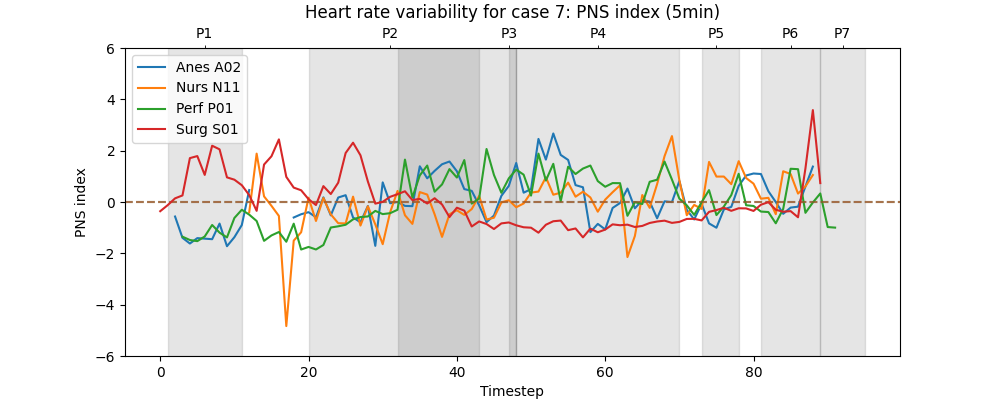 Heart rate variability for case 7: PNS index (5min)
P1 P2 P3 P4 P5 P6 P7
6
4
2
0
−2
−4
−6
PNS index
Anes A02
Nurs N11
Perf P01
Surg S01
0 20 40 60 80
Timestep